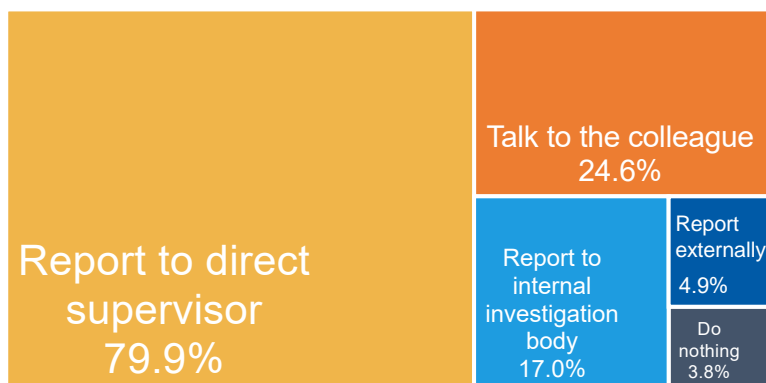 Report to direct
supervisor
79.9%
Talk to the colleague
24.6%
Report to
internal
investigation
body
17.0%
Report
externally
4.9%
Do
nothing
3.8%